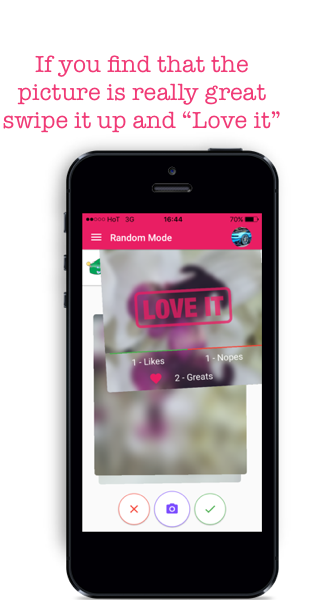 If you find that the
picture is really great
swipe it up and “Love it”
HoT 3G 16:44 70%
Random Mode
LOVE IT
1 - Likes 1 - Nopes
2 - Greats